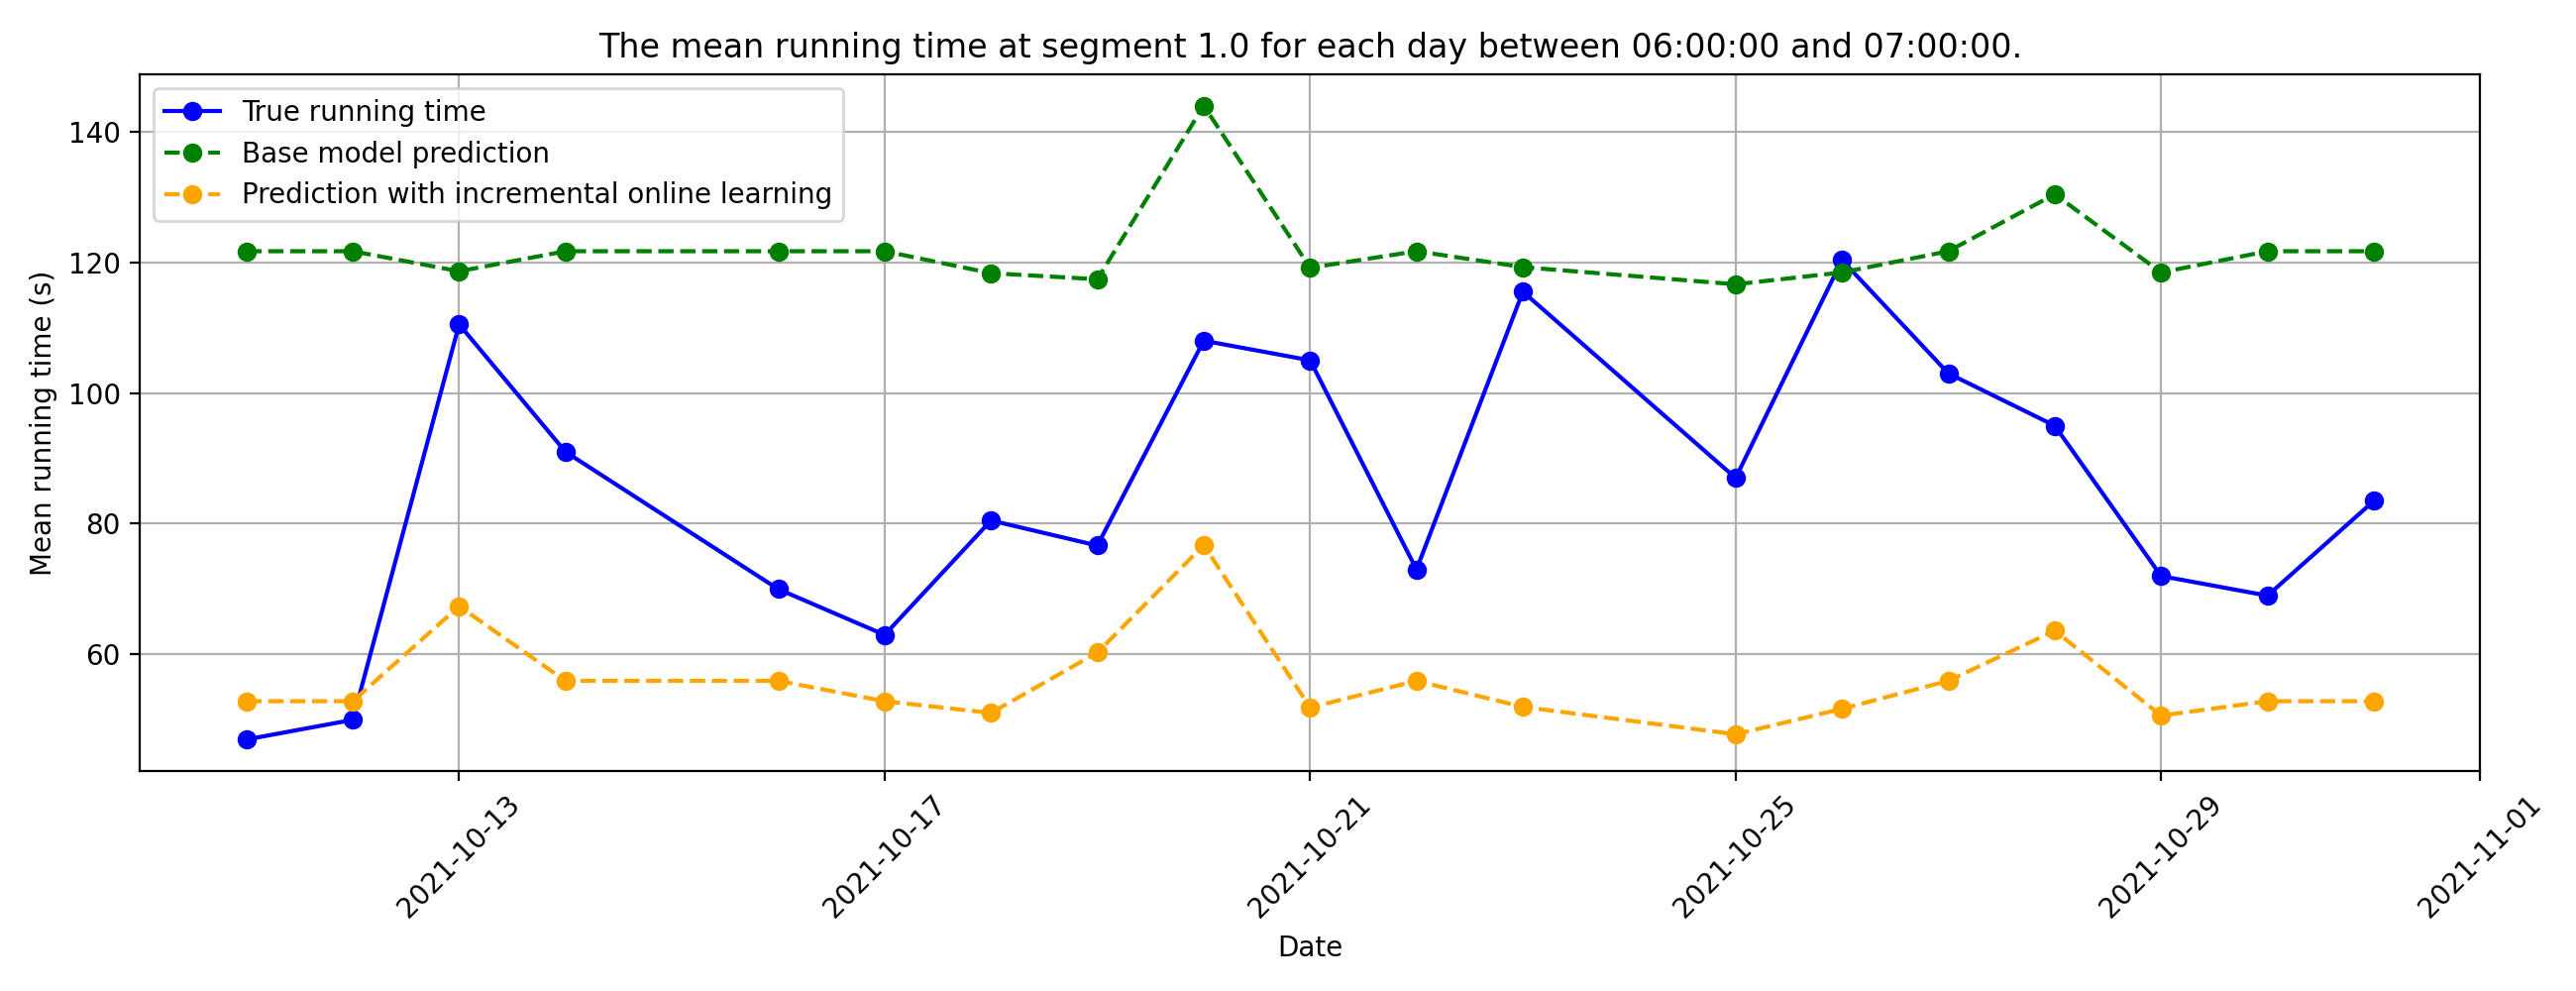 The mean running time at segment 1.0 for each day between 06:00:00 and 07:00:00.
True running time
Base model prediction
Prediction with incremental online learning
Mean running time (s)
140
120
100
80
60
2021-10-13
2021-10-17
2021-10-21
2021-10-25
2021-10-29
2021-11-01
Date